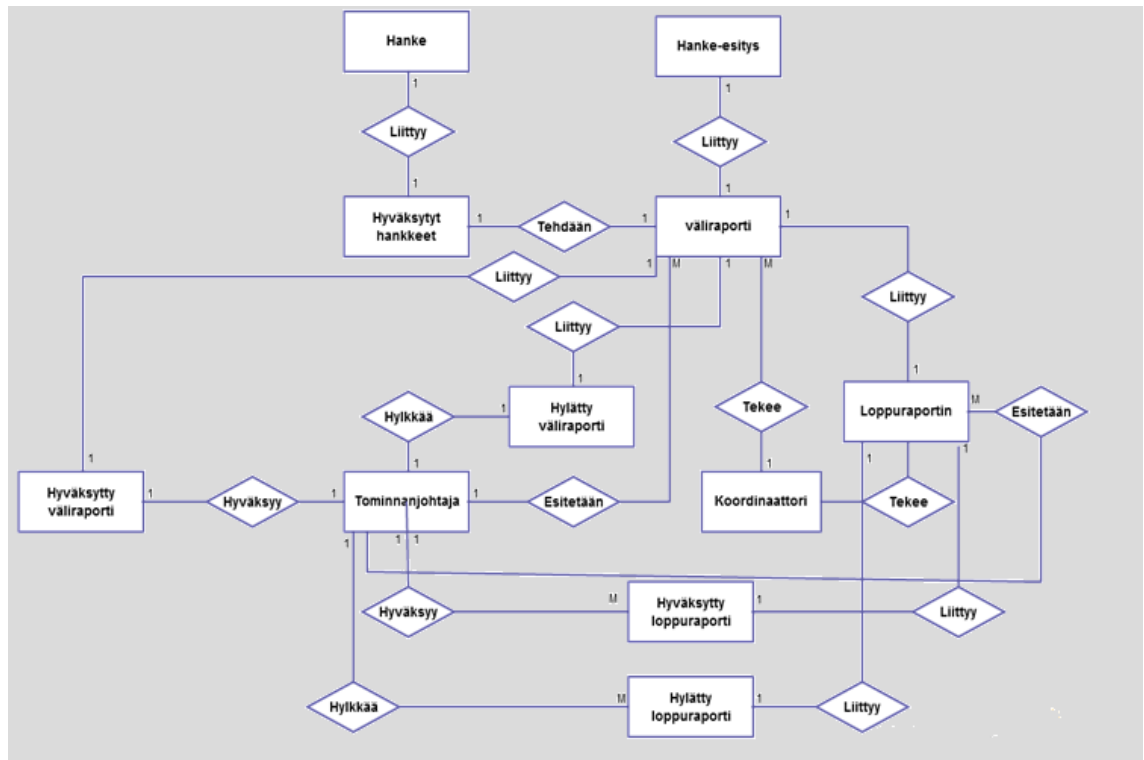 Hanke
Hanke-esitys
1
1
Liittyy
Liittyy
1
1
Hyväksytyt
hankkeet
1
Tehdään
1
väliraporti
1
Liittyy
1
M
1
M
Liittyy
Liittyy
1
1
Hylkkää
1
Hylätty
väliraporti
Tekee
Loppuraportin
M
Esitetään
1
1
1
1
1
Hyväksytty
väliraporti
1
Hyväksyy
1
Tominnanjohtaja
1
Esitetään
Koordinaattori
Tekee
1
1
1
Hyväksyy
M
Hyväksytty
loppuraporti
1
Liittyy
Hylkkää
M
Hylätty
loppuraporti
1
Liittyy